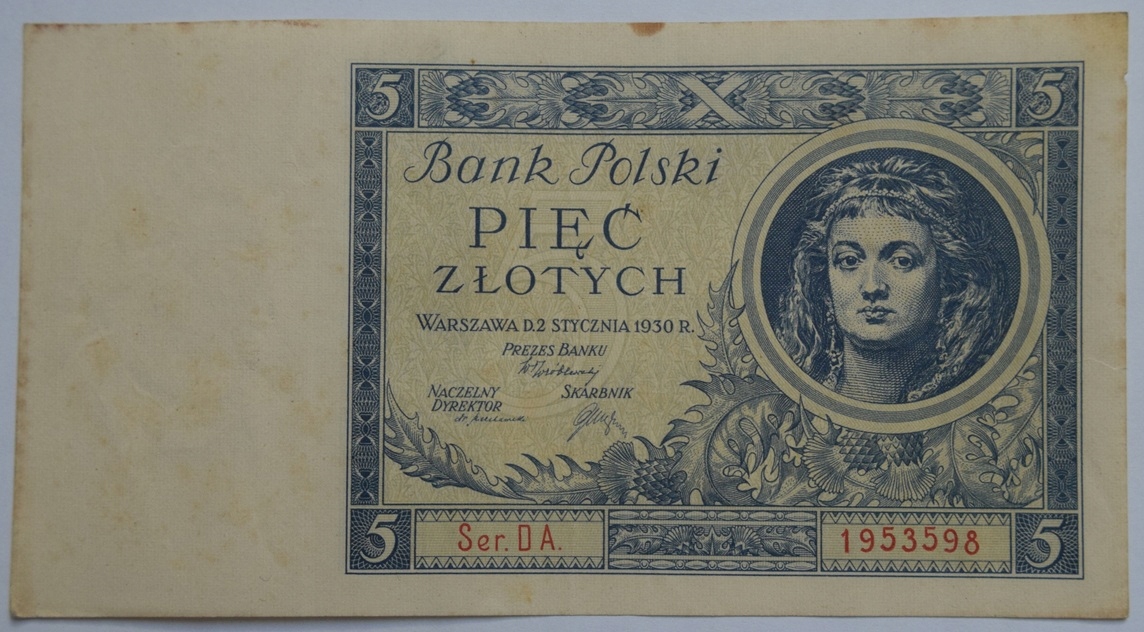 5 5
Bank Polski
PIĘĆ
ZŁOTYCH
WARSZAWA D.2 STYCZNIA 1930 R.
PREZES BANKU
NACZELNY SKARBNIK
DYREKTOR
5 Ser. D A. 1953598 5